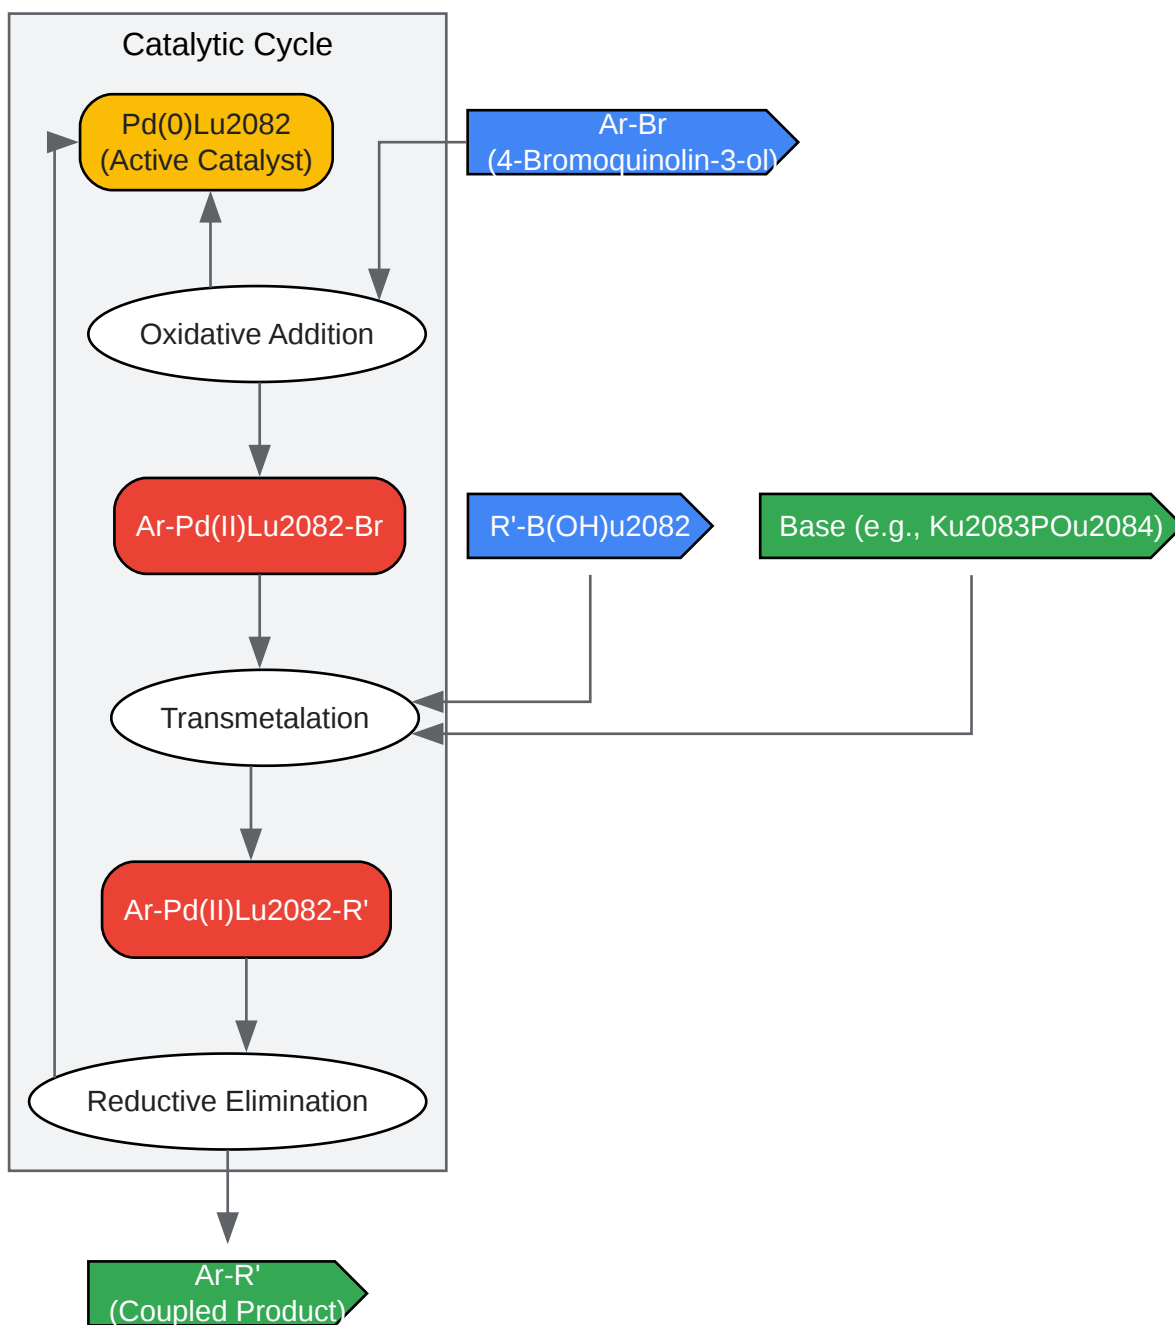 Catalytic Cycle
Pd(0)Lu2082
(Active Catalyst)
Ar-Br
(4-Bromoquinolin-3-ol)
Oxidative Addition
Ar-Pd(II)Lu2082-Br
R'-B(OH)u2082
Base (e.g., Ku2083POu2084)
Transmetalation
Ar-Pd(II)Lu2082-R'
Reductive Elimination
Ar-R'
(Coupled Product)